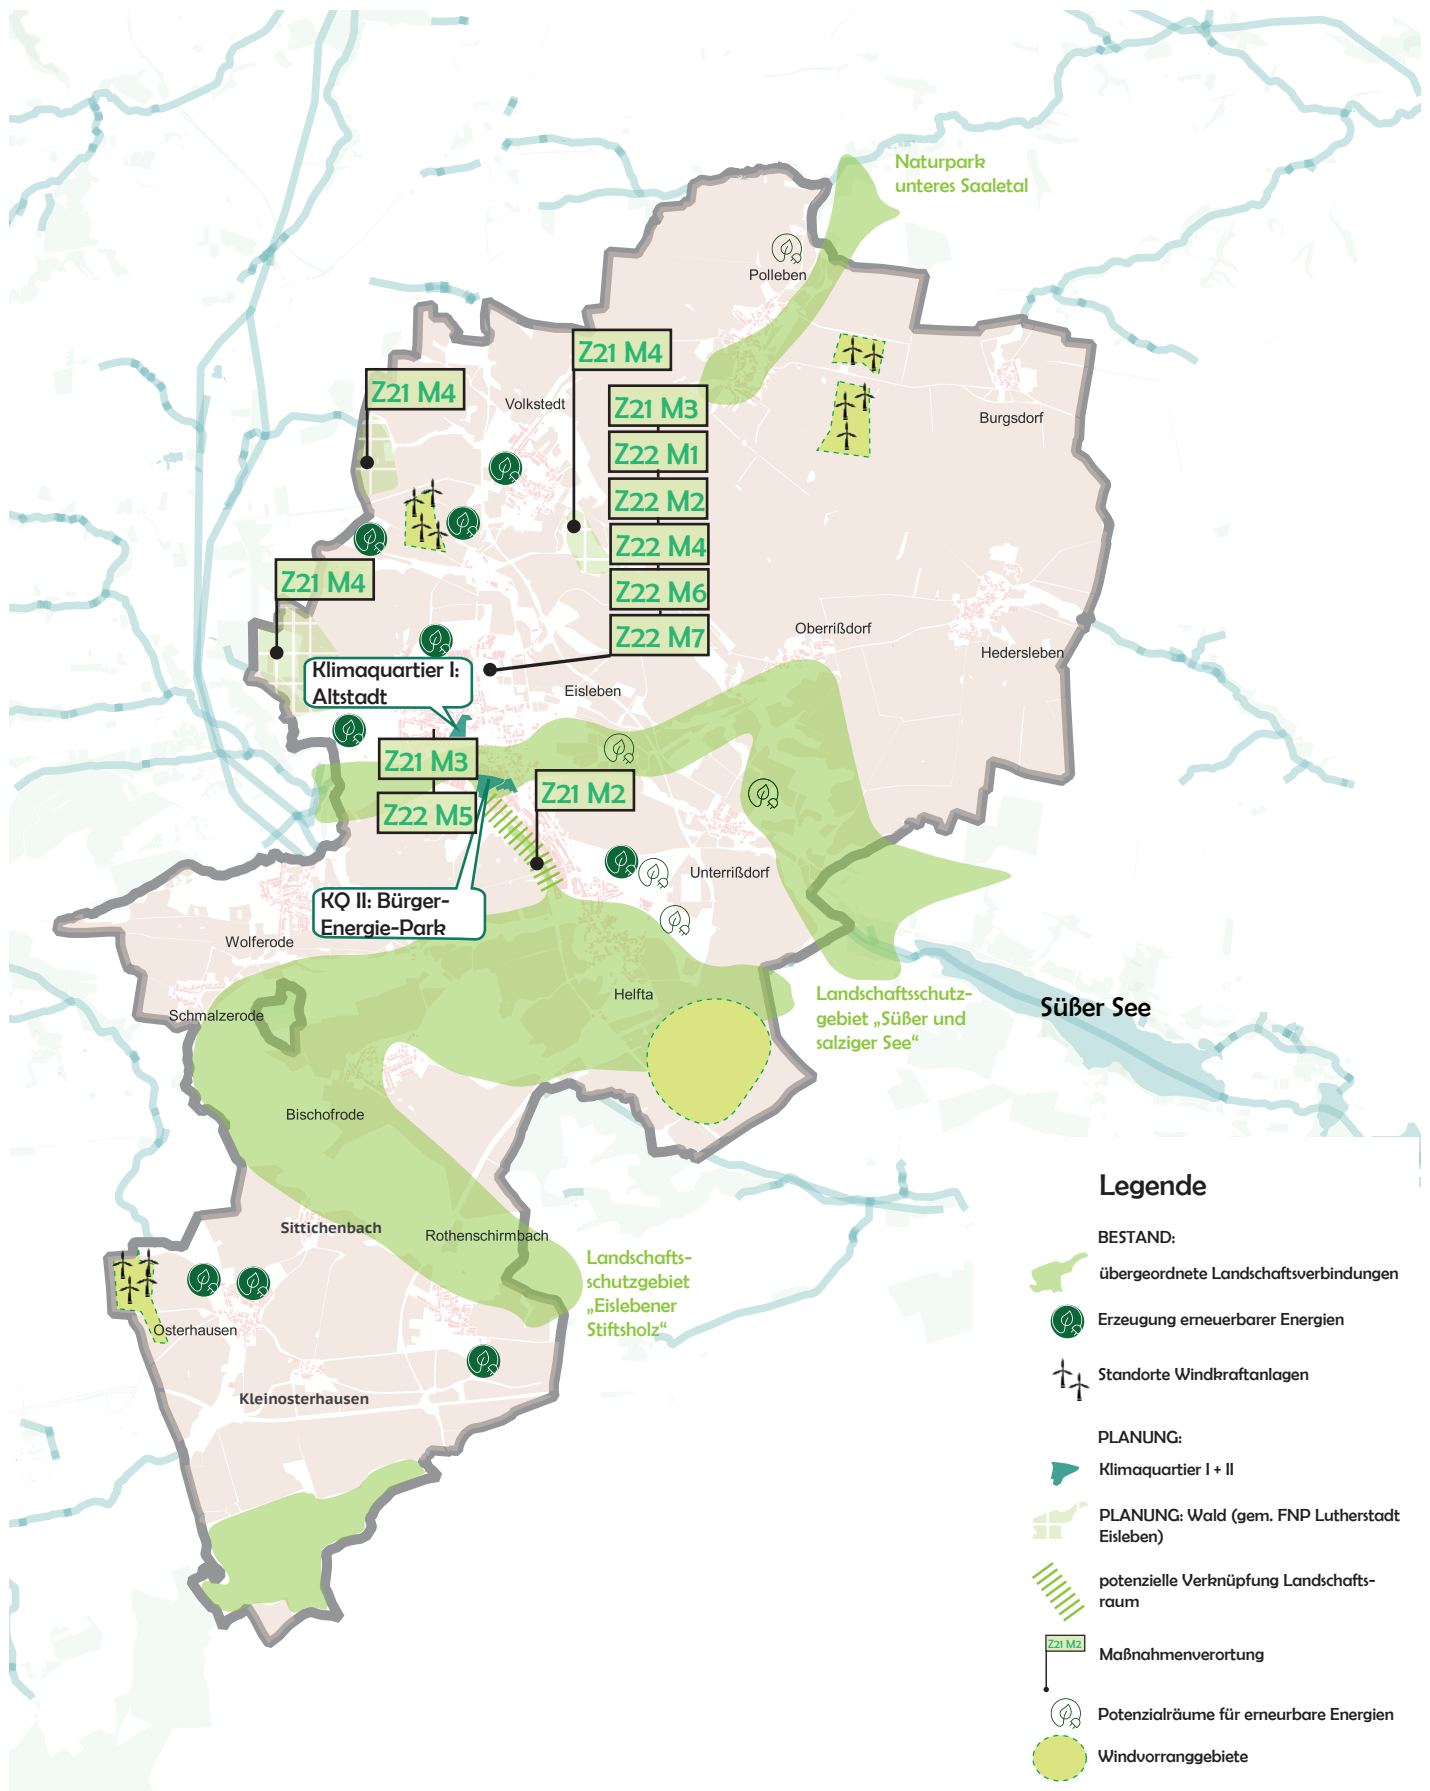 Naturpark
unteres Saaletal
Polleben
Z21 M4
Z21 M4
Volkstedt
Z21 M3
Burgsdorf
Z22 M1
Z22 M2
Z22 M4
Z21 M4
Z22 M6
Z22 M7
Oberrißdorf
Hedersleben
Klimaquartier I:
Altstadt
Eisleben
Z21 M3
Z21 M2
Z22 M5
Unterrißdorf
KQ II: Bürger-
Energie-Park
Wolferode
Helfta
Landschaftsschutz-
gebiet „Süßer und
salziger See“
Süßer See
Schmalzerode
Bischofrode
Sittichenbach
Rothenschirmbach
Landschafts-
schutzgebiet
„Eislebener
Stiftsholz“
Osterhausen
Kleinosterhausen
Legende
BESTAND:
übergeordnete Landschaftsverbindungen
Erzeugung erneuerbarer Energien
Standorte Windkraftanlagen
PLANUNG:
Klimaquartier I + II
PLANUNG: Wald (gem. FNP Lutherstadt
Eisleben)
potenzielle Verknüpfung Landschafts-
raum
Z21 M2
Maßnahmenverortung
Potenzialräume für erneurbare Energien
Windvorranggebiete